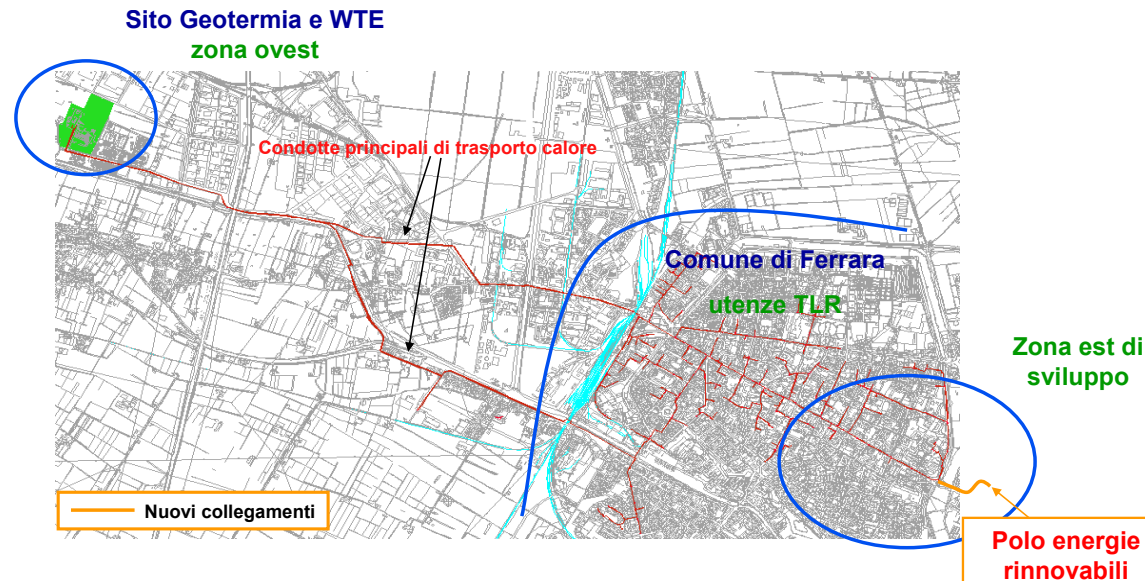 Sito Geotermia e WTE
zona ovest
Condotte principali di trasporto calore
Comune di Ferrara
utenze TLR
Zona est di
sviluppo
Nuovi collegamenti
Polo energie
rinnovabili